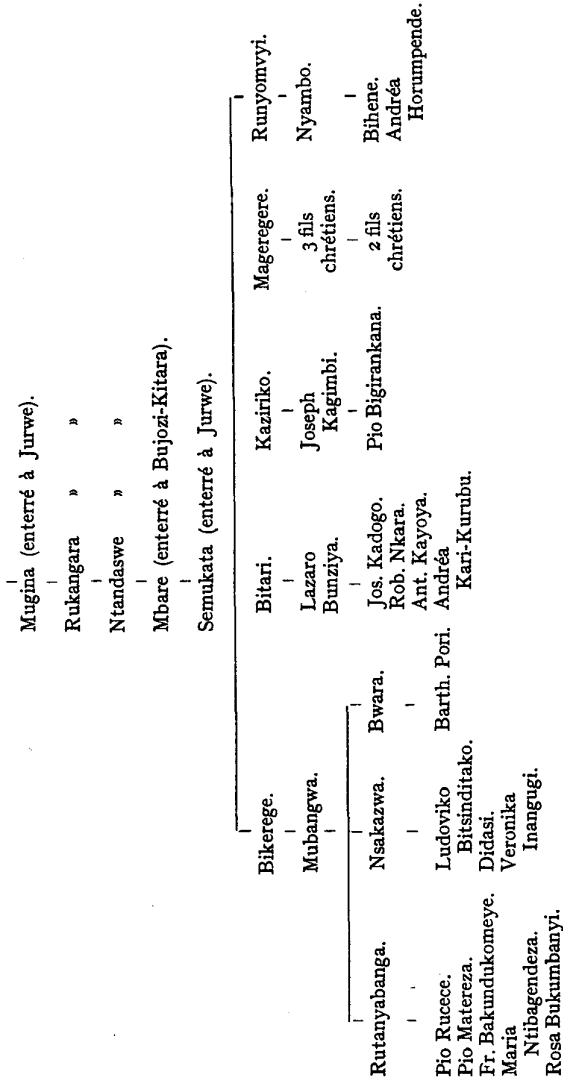 Mugina (enterré à Jurwe).
Rukangara » »
Ntandaswe » »
Mbare (enterré à Bujozi-Kitara).
Semukata (enterré à Jurwe).
Bikerege. Bitari. Kaziriko. Mageregere. Runyomvyi.
Mubangwa. Lazaro Bunziya. Joseph Kagimbi. 3 fils chrétiens. Nyambo.
Rutanyabanga. Nsakazwa. Bwara.
Pio Rucece.
Pio Matereza.
Fr. Bakundukomeye.
Maria
Ntibagendeza.
Rosa Bukumbanyi.
Ludoviko
Bitsinditako.
Didasi.
Veronika
Inangugi.
Barth. Pori.
Jos. Kadogo.
Rob. Nkara.
Ant. Kayoya.
Andréa
Kari-Kurubu.
Pio Bigirankana.
2 fils
chrétiens.
Bihene.
Andréa
Horumpende.